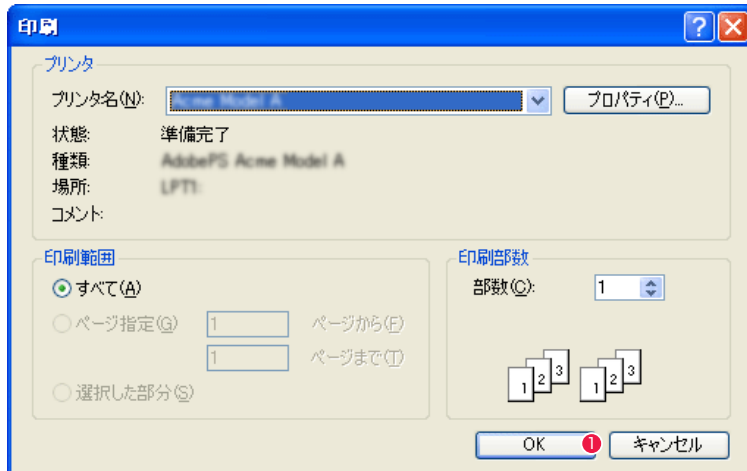 印刷
プリンタ
プリンタ名(N): Acme Model A プロパティ(P)...
状態: 準備完了
種類: AdobePS Acme Model A
場所: LPT1:
コメント:
印刷範囲
すべて(A)
ページ指定(G) 1 ページから(F)
1 ページまで(T)
選択した部分(S)
印刷部数
部数(C): 1
1 2 3 1 2 3
OK 1 キャンセル